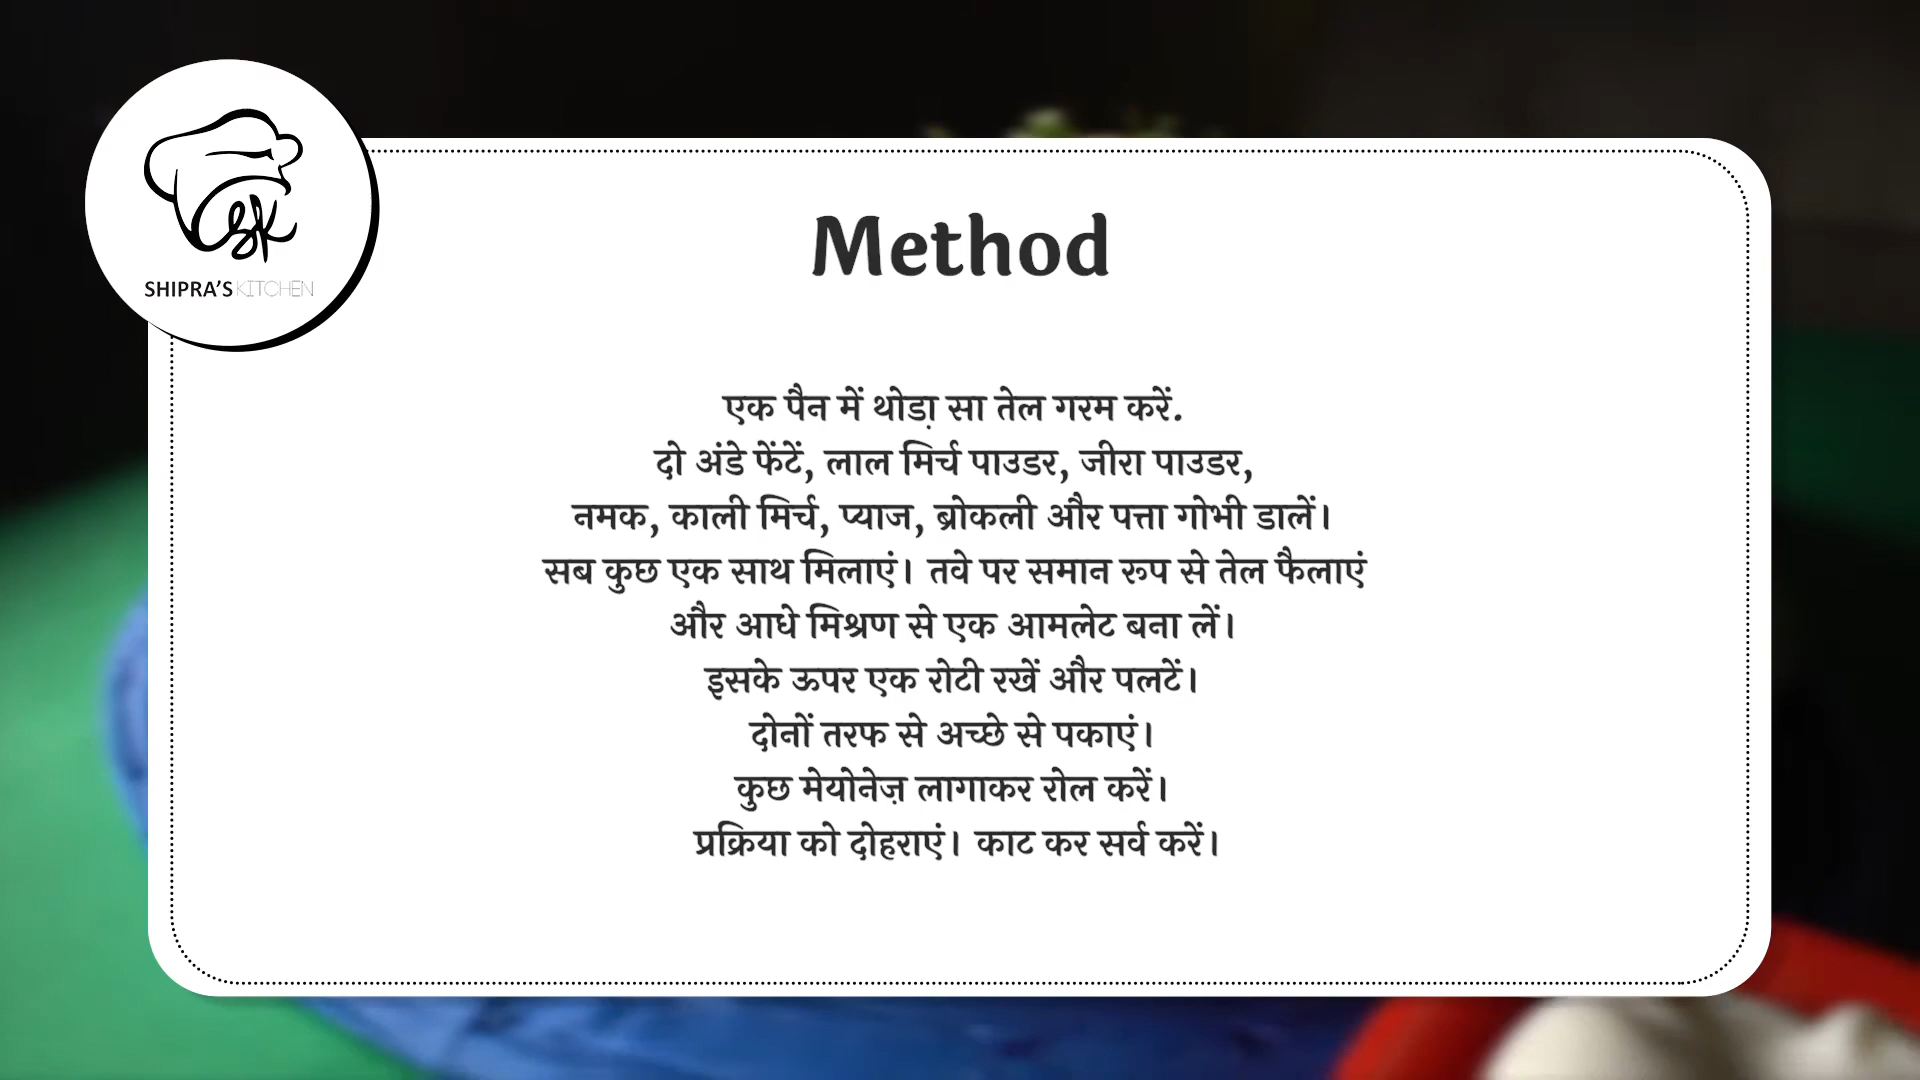 SK
SHIPRA'S KITCHEN
Method
एक पैन में थोडा़ सा तेल गरम करें.
दो अंडे फेंटें, लाल मिर्च पाउडर, जीरा पाउडर,
नमक, काली मिर्च, प्याज, ब्रोकली और पत्ता गोभी डालें।
सब कुछ एक साथ मिलाएं। तवे पर समान रूप से तेल फैलाएं
और आधे मिश्रण से एक आमलेट बना लें।
इसके ऊपर एक रोटी रखें और पलटें।
दोनों तरफ से अच्छे से पकाएं।
कुछ मेयोनेज़ लागाकर रोल करें।
प्रक्रिया को दोहराएं। काट कर सर्व करें।